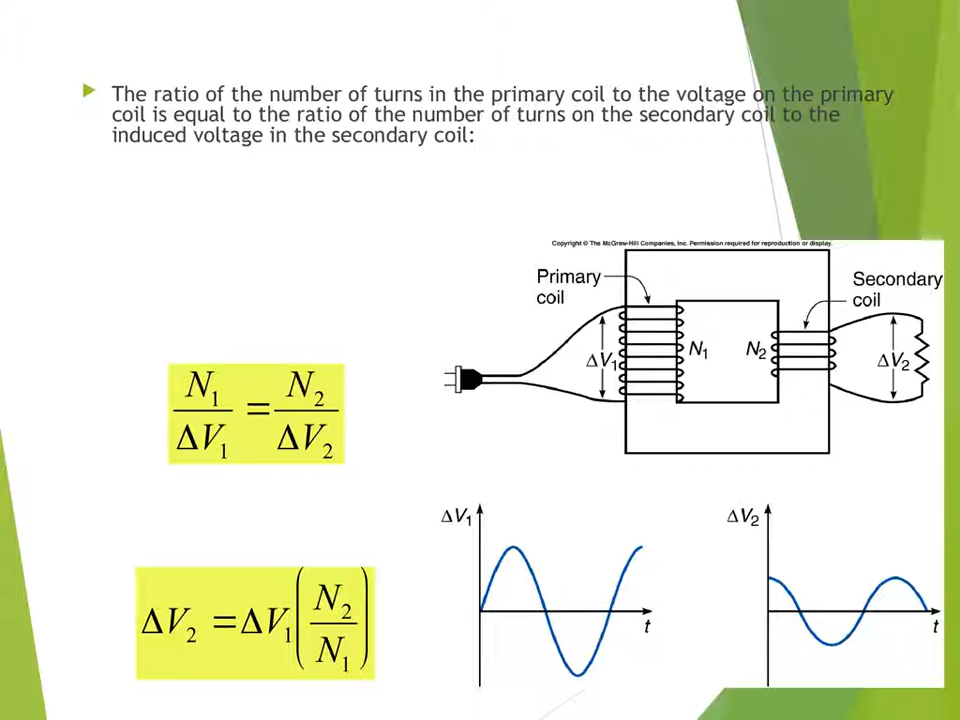 The ratio of the number of turns in the primary coil to the voltage on the primary
coil is equal to the ratio of the number of turns on the secondary coil to the
induced voltage in the secondary coil:
Copyright © The McGraw-Hill Companies, Inc. Permission required for reproduction or display.
Primary
coil
Secondary
coil
ΔV₁
N₁
N₂
ΔV₂
N₁/ΔV₁ = N₂/ΔV₂
ΔV₁
t
ΔV₂
t
ΔV₂ = ΔV₁(N₂/N₁)